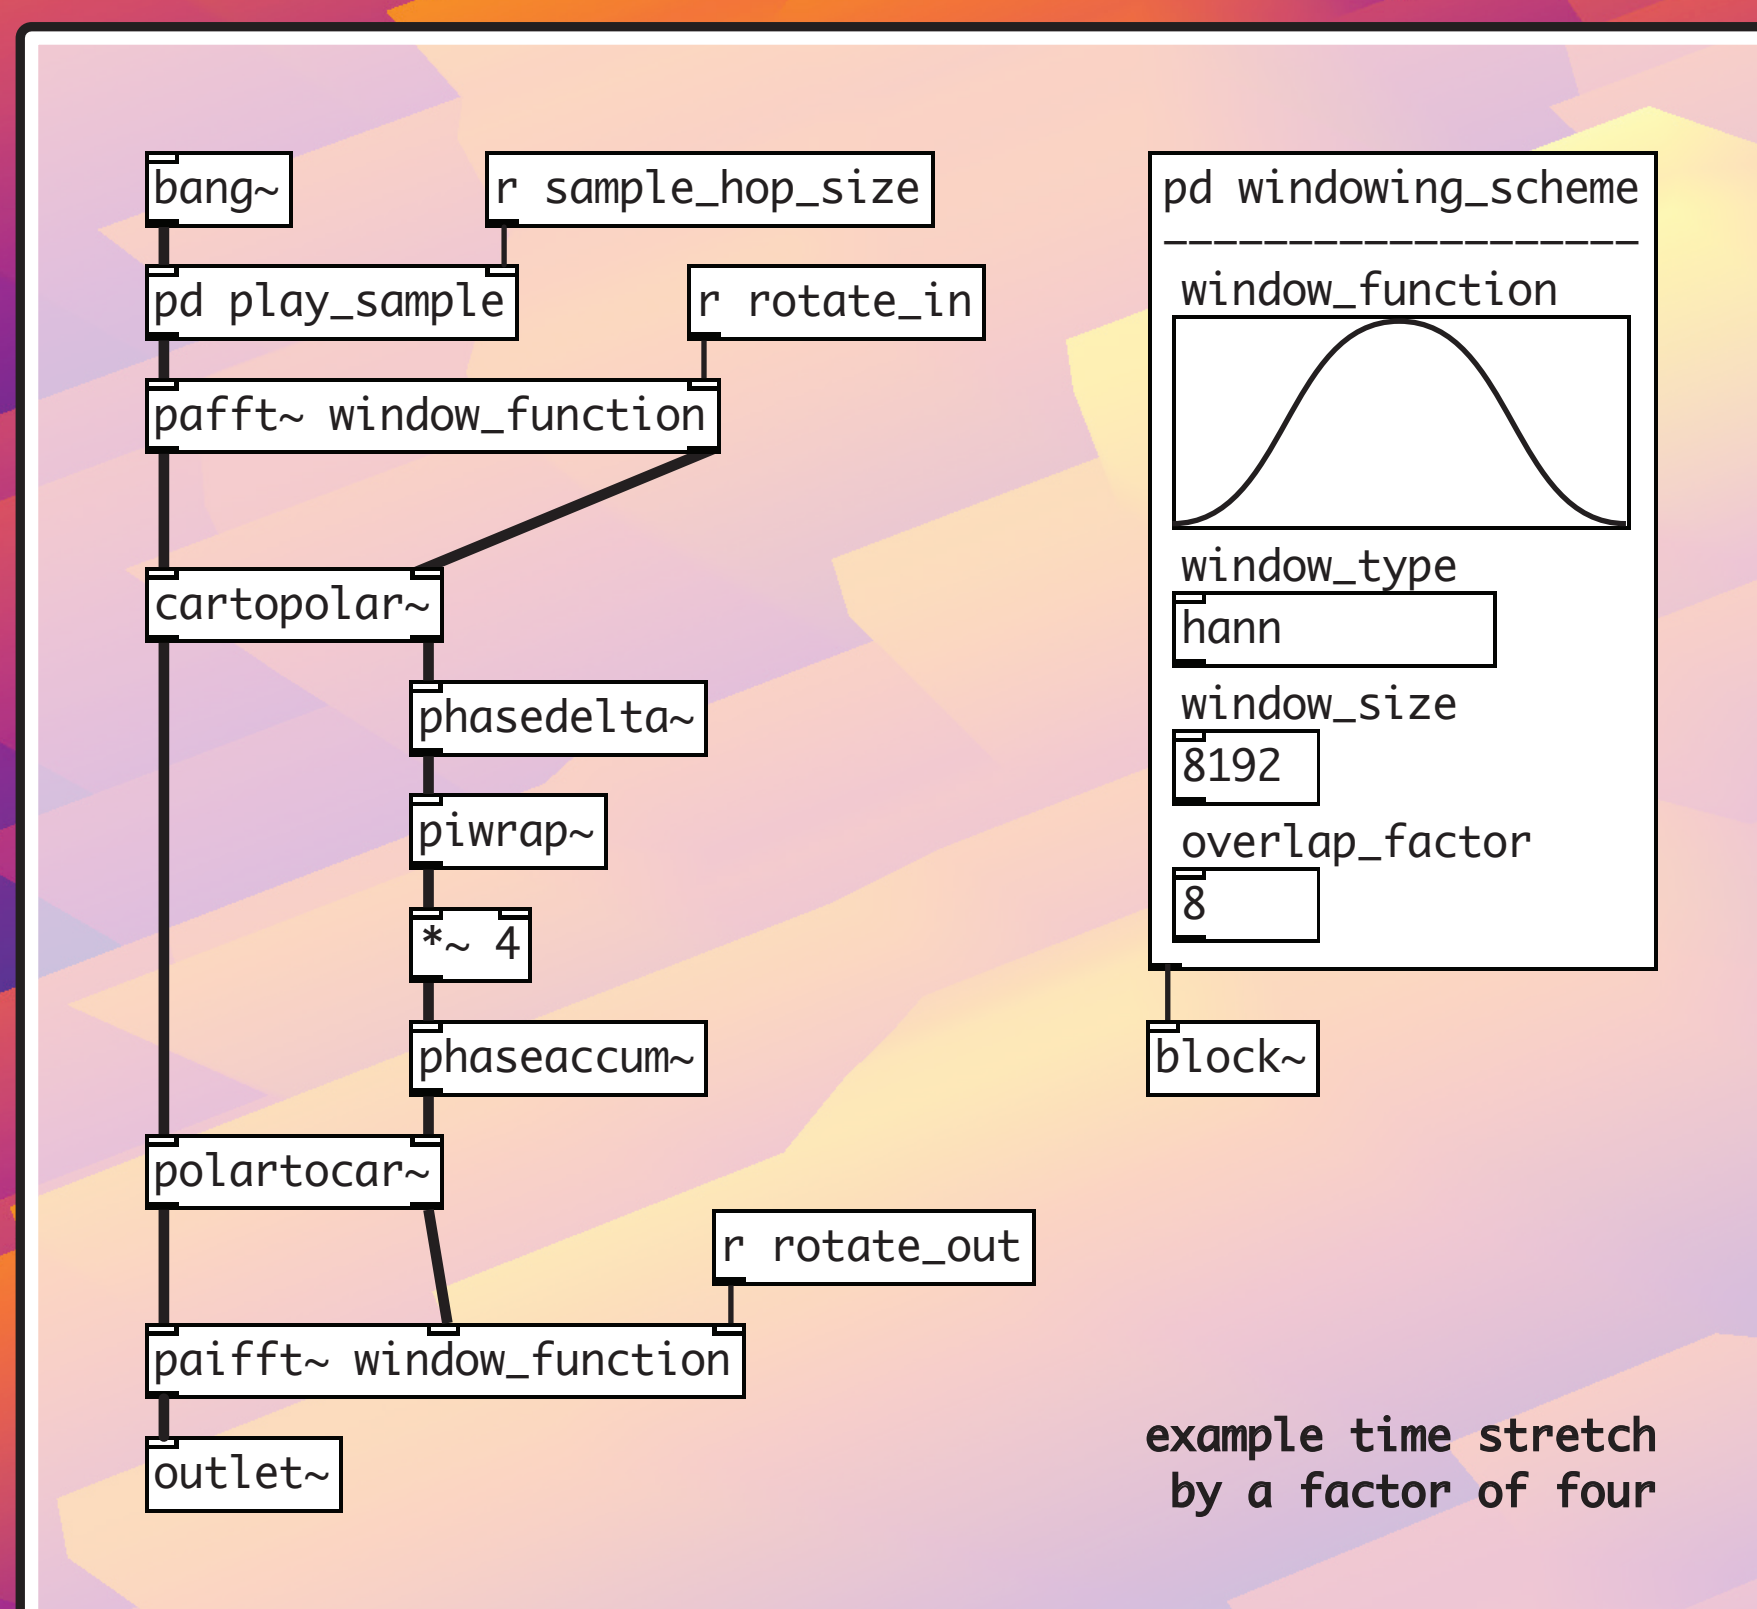 bang~
r sample_hop_size
pd play_sample
r rotate_in
pafft~ window_function
cartopolar~
phasedelta~
piwrap~
*~ 4
phaseaccum~
polartocar~
r rotate_out
paifft~ window_function
outlet~
pd windowing_scheme
-------------------
window_function
window_type
hann
window_size
8192
overlap_factor
8
block~
example time stretch
by a factor of four